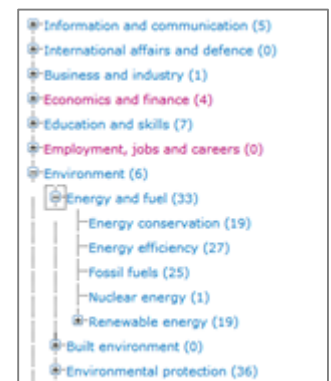 Information and communication (5)
International affairs and defence (0)
Business and industry (1)
Economics and finance (4)
Education and skills (7)
Employment, jobs and careers (0)
Environment (6)
Energy and fuel (33)
Energy conservation (19)
Energy efficiency (27)
Fossil fuels (25)
Nuclear energy (1)
Renewable energy (19)
Built environment (0)
Environmental protection (36)